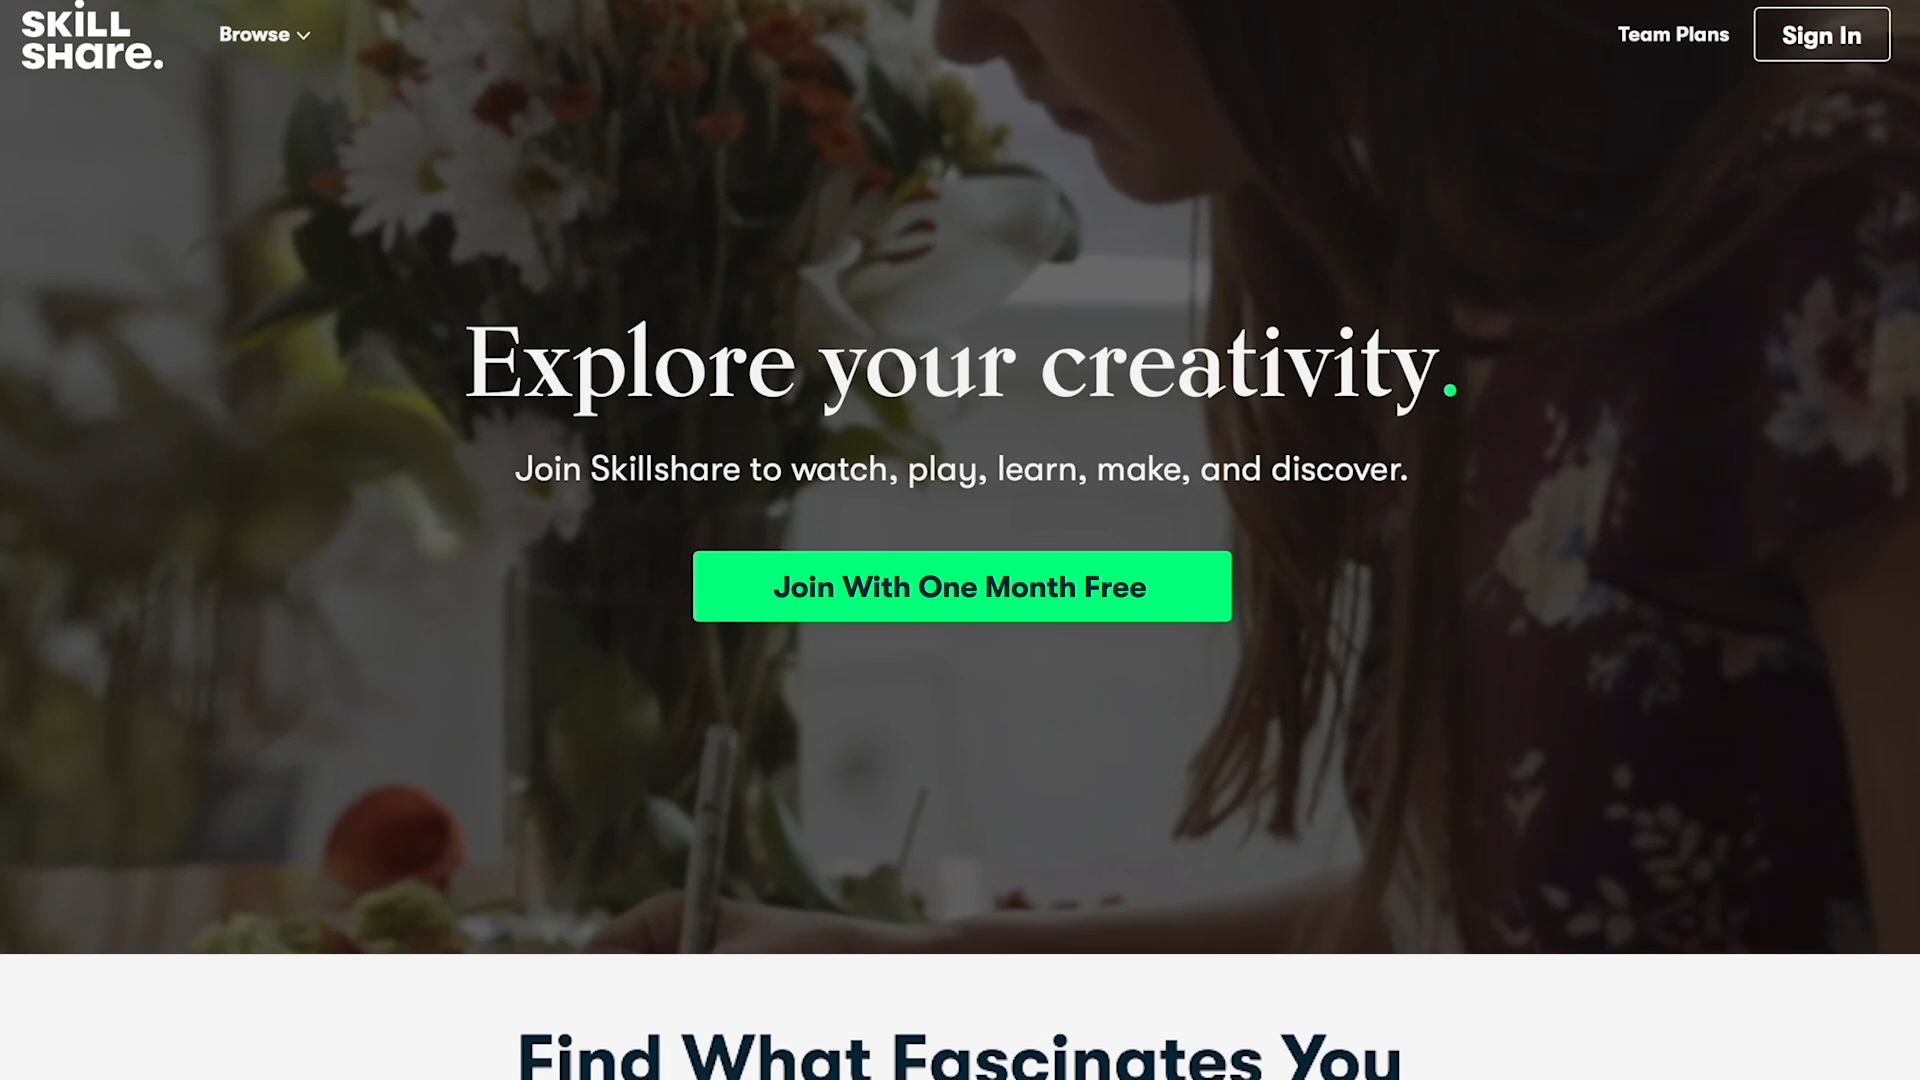 SKiLL
SHare.
Browse
Team Plans
Sign In
Explore your creativity.
Join Skillshare to watch, play, learn, make, and discover.
Join With One Month Free
Find What Fascinates You